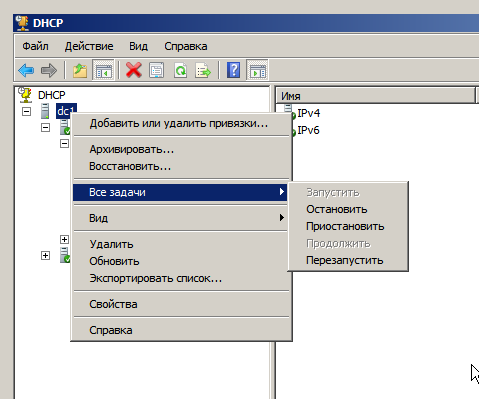 DHCP
Файл Действие Вид Справка
DHCP
dc1
Имя
IPv4
IPv6
Добавить или удалить привязки...
Архивировать...
Восстановить...
Все задачи
Вид
Удалить
Обновить
Экспортировать список...
Свойства
Справка
Запустить
Остановить
Приостановить
Продолжить
Перезапустить